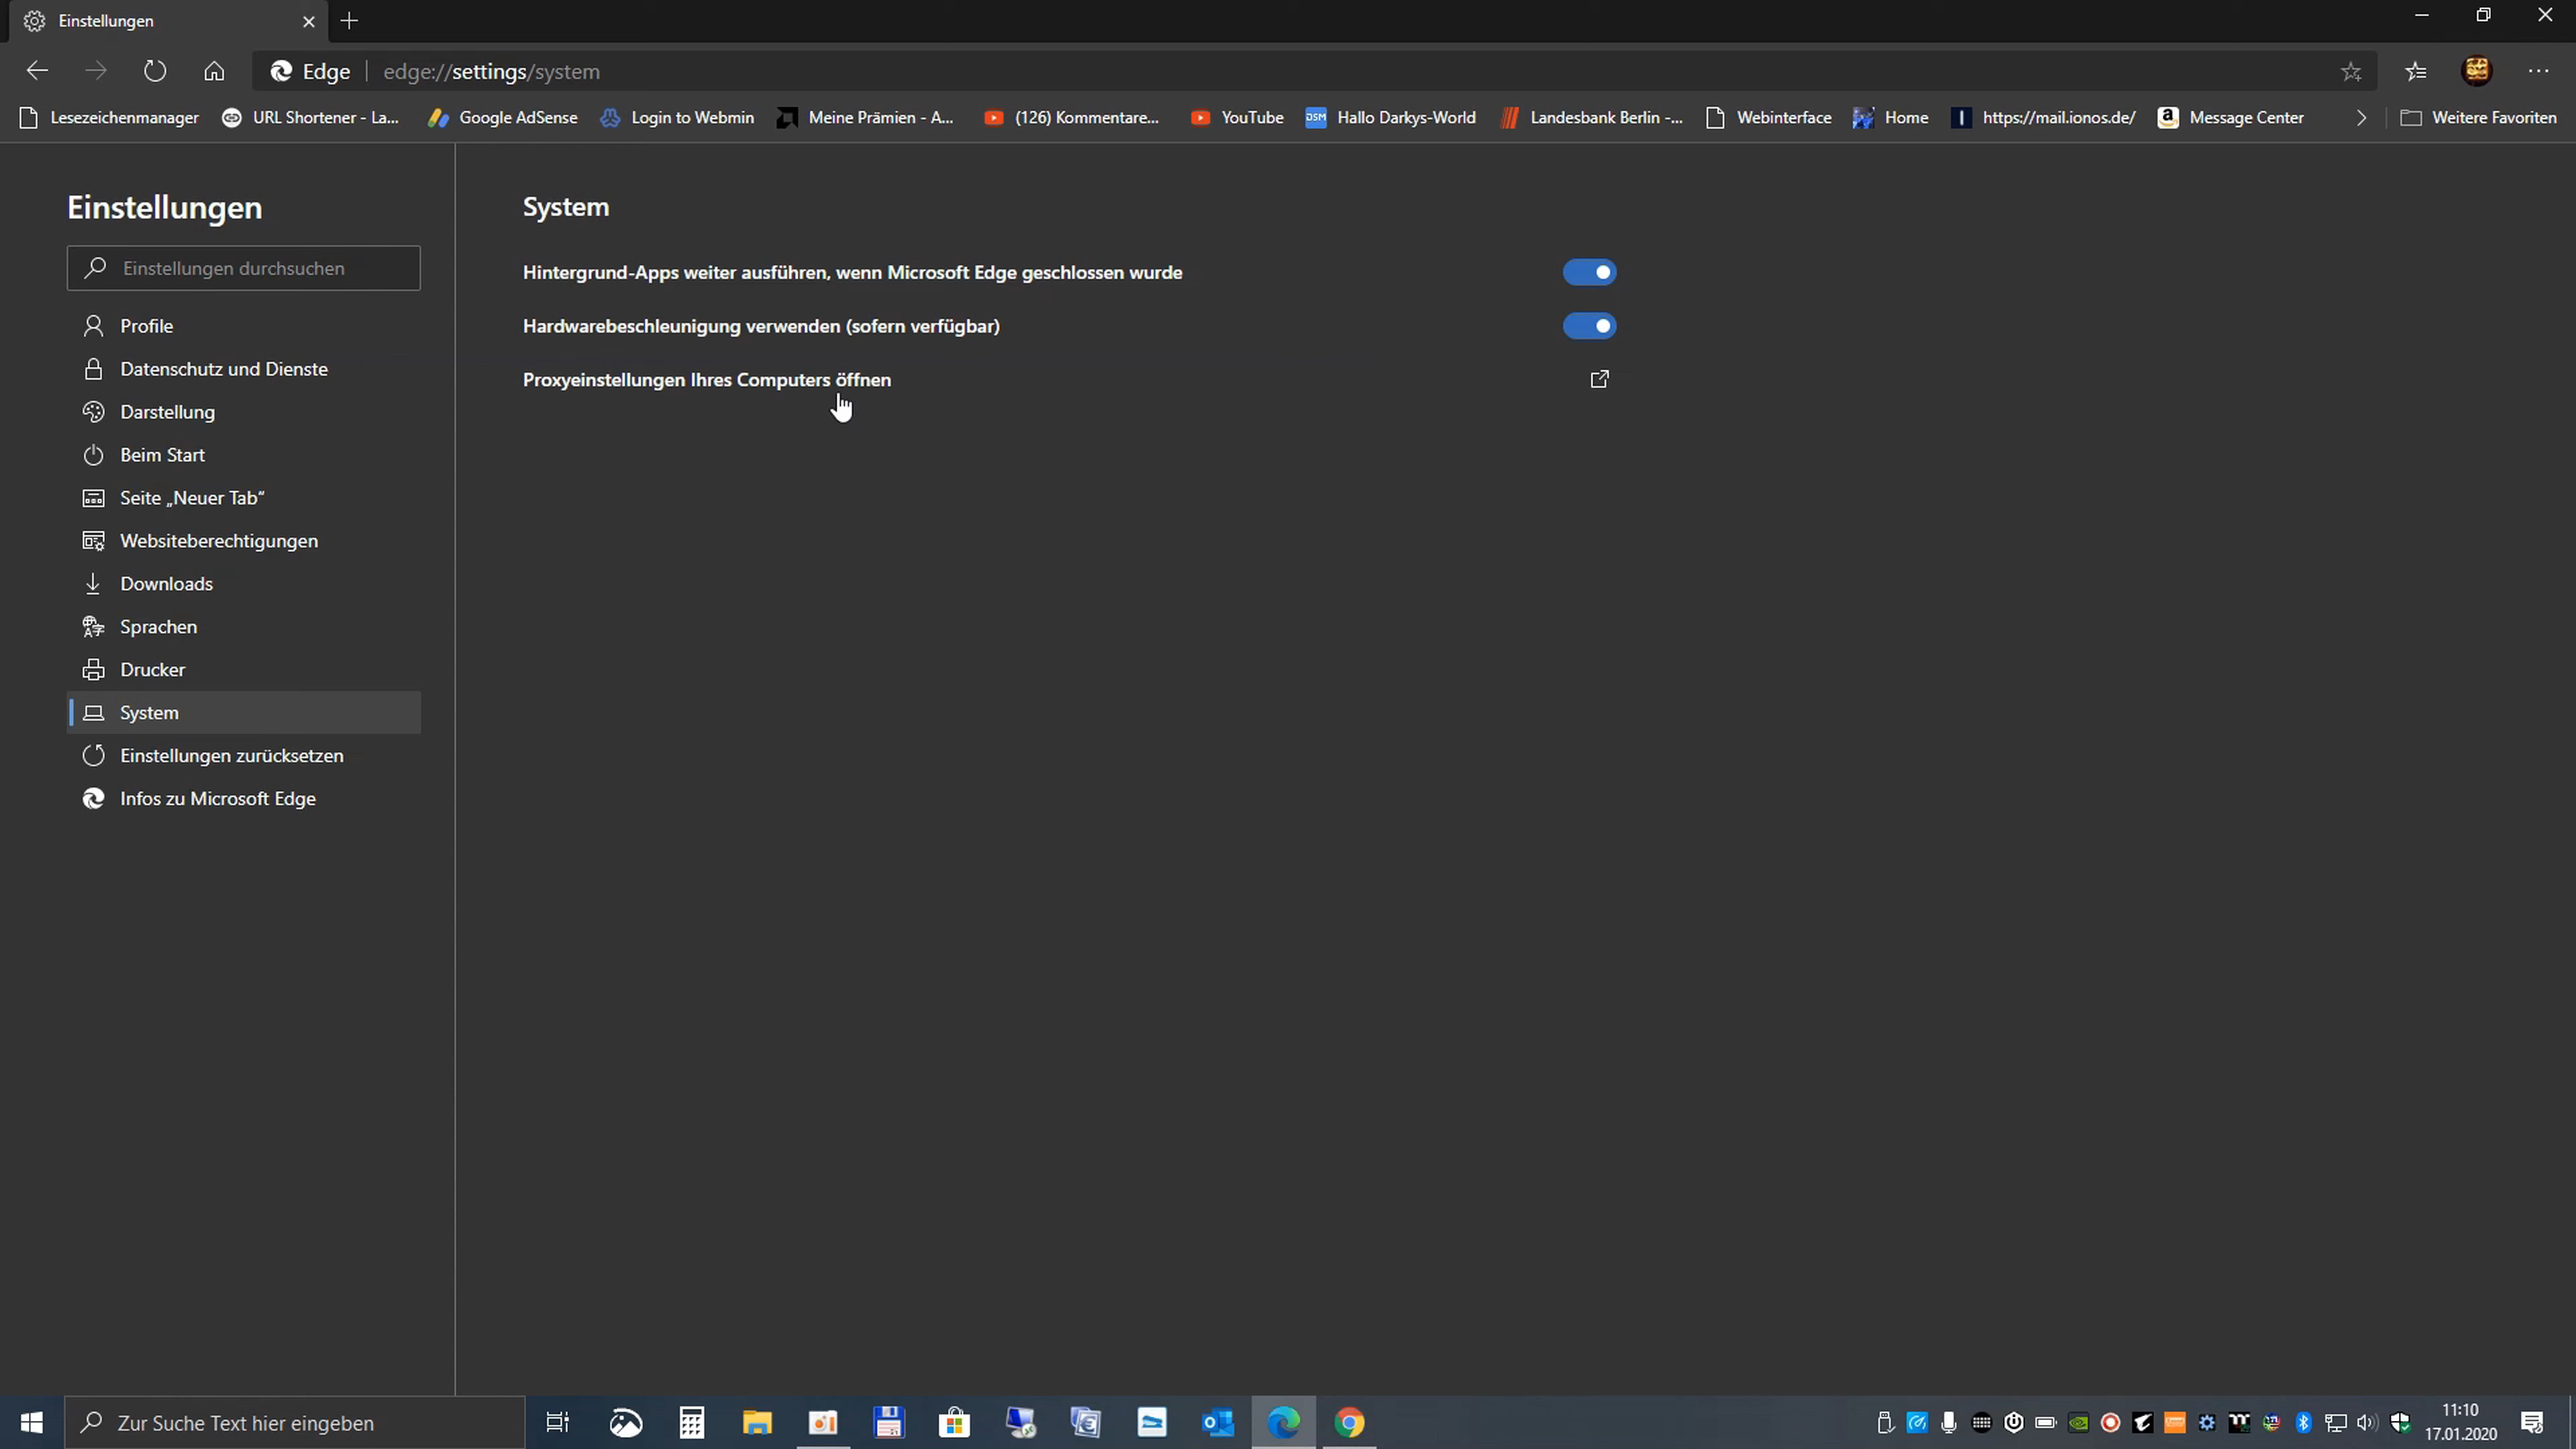 Einstellungen
Edge
edge://settings/system
Lesezeichenmanager
URL Shortener - La...
Google AdSense
Login to Webmin
Meine Prämien - A...
(126) Kommentare...
YouTube
DSM
Hallo Darkys-World
Landesbank Berlin -...
Webinterface
Home
https://mail.ionos.de/
Message Center
Weitere Favoriten
Einstellungen
Einstellungen durchsuchen
Profile
Datenschutz und Dienste
Darstellung
Beim Start
Seite „Neuer Tab“
Websiteberechtigungen
Downloads
Sprachen
Drucker
System
Einstellungen zurücksetzen
Infos zu Microsoft Edge
System
Hintergrund-Apps weiter ausführen, wenn Microsoft Edge geschlossen wurde
Hardwarebeschleunigung verwenden (sofern verfügbar)
Proxyeinstellungen Ihres Computers öffnen
Zur Suche Text hier eingeben
11:10
17.01.2020